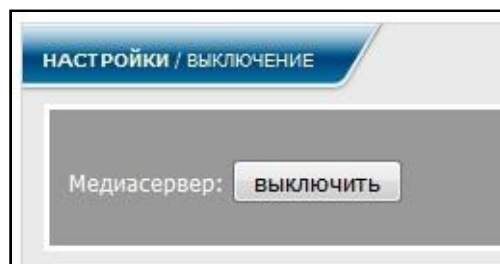 НАСТРОЙКИ / ВЫКЛЮЧЕНИЕ
Медиасервер: выключить